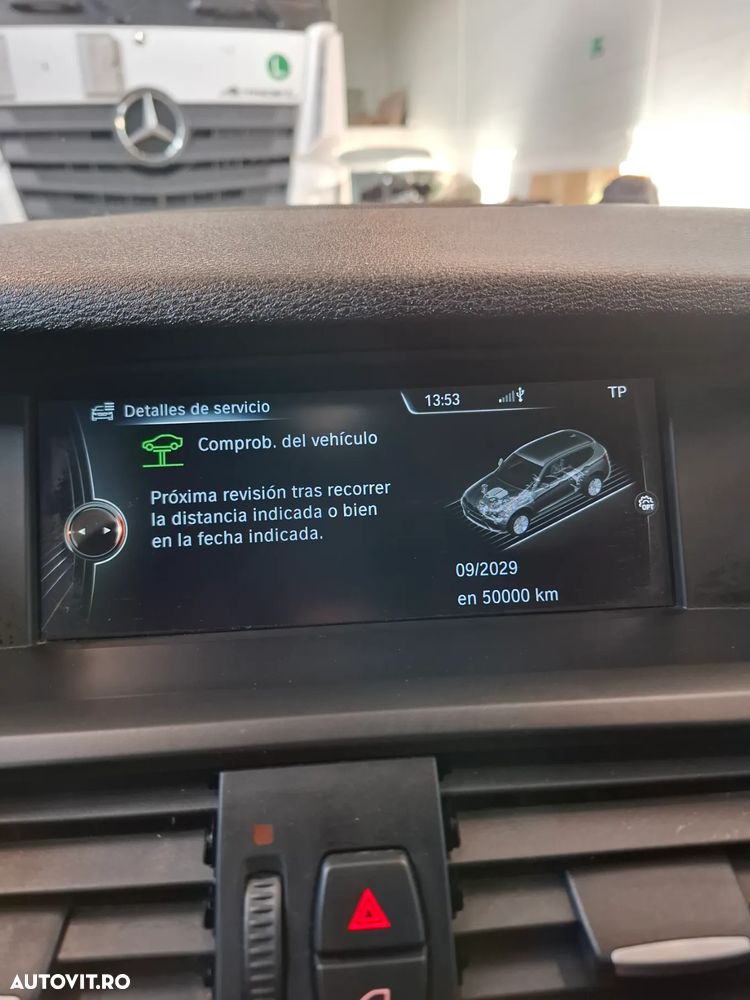 L
Detalles de servicio
13:53
TP
Comprob. del vehículo
Próxima revisión tras recorrer
la distancia indicada o bien
en la fecha indicada.
OPT
09/2029
en 50000 km
AUTOVIT.RO